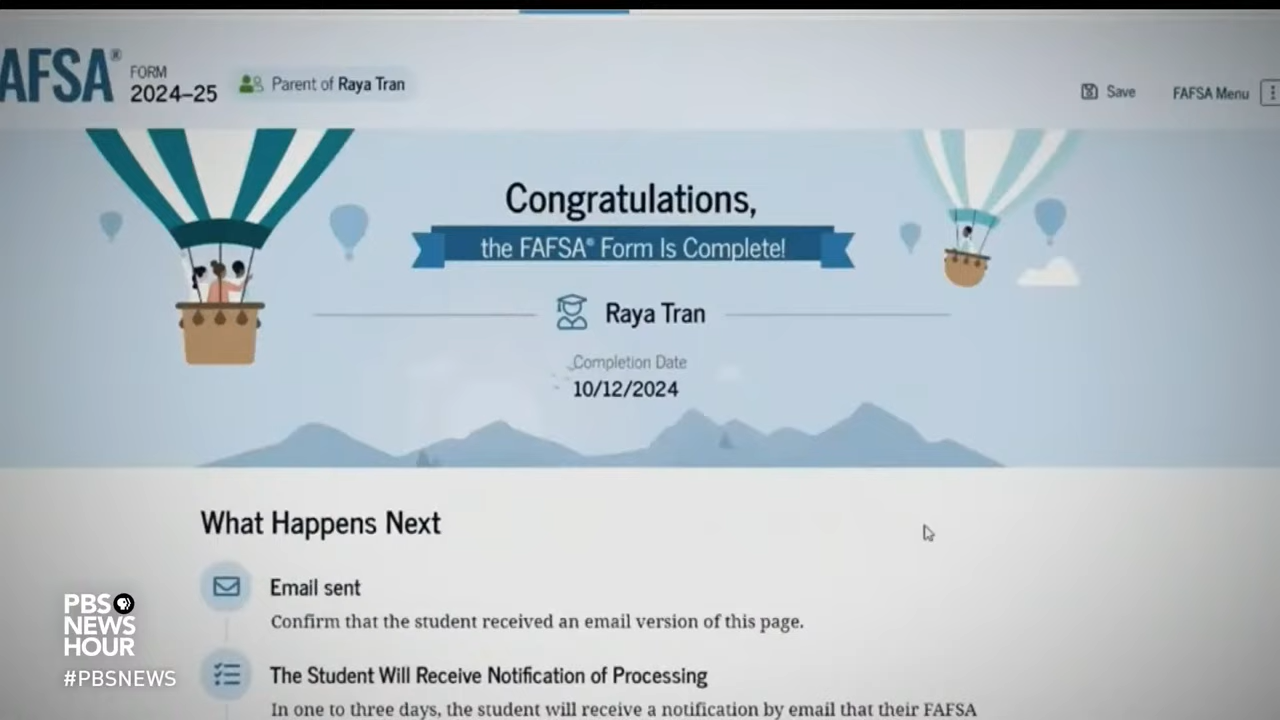 AFSA®
FORM
2024–25
Parent of Raya Tran
Save
FAFSA Menu
Congratulations,
the FAFSA® Form Is Complete!
Raya Tran
Completion Date
10/12/2024
What Happens Next
Email sent
Confirm that the student received an email version of this page.
The Student Will Receive Notification of Processing
In one to three days, the student will receive a notification by email that their FAFSA
PBS
NEWS
HOUR
#PBSNEWS